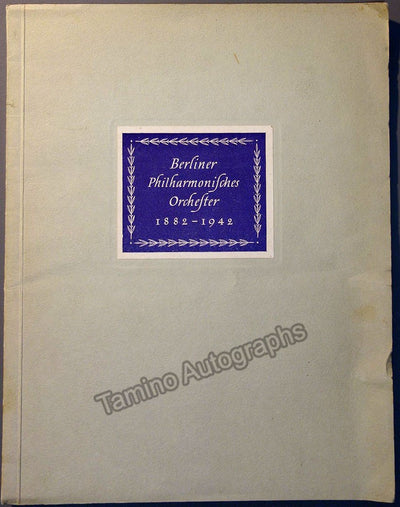 Berliner
Philharmoniſches
Orcheſter
1882–1942
Tamino Autographs